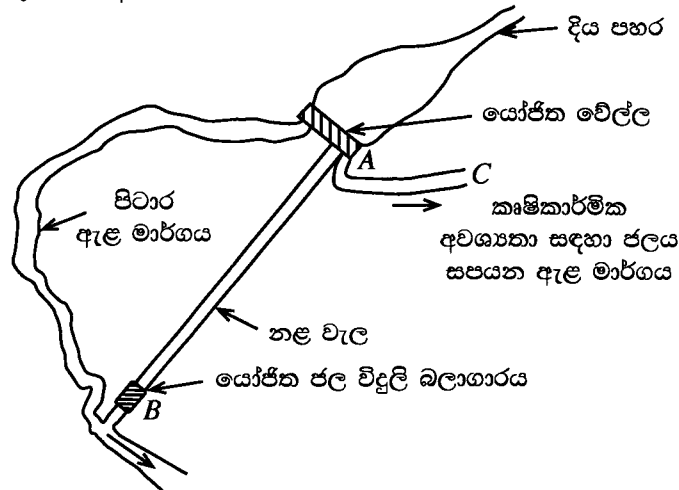 දිය පහර
යෝජිත වේල්ල
A
C
පිටාර
ඇළ මාර්ගය
කෘෂිකාර්මික
අවශ්‍යතා සඳහා ජලය
සපයන ඇළ මාර්ගය
නළ වැල
යෝජිත ජල විදුලි බලාගාරය
B